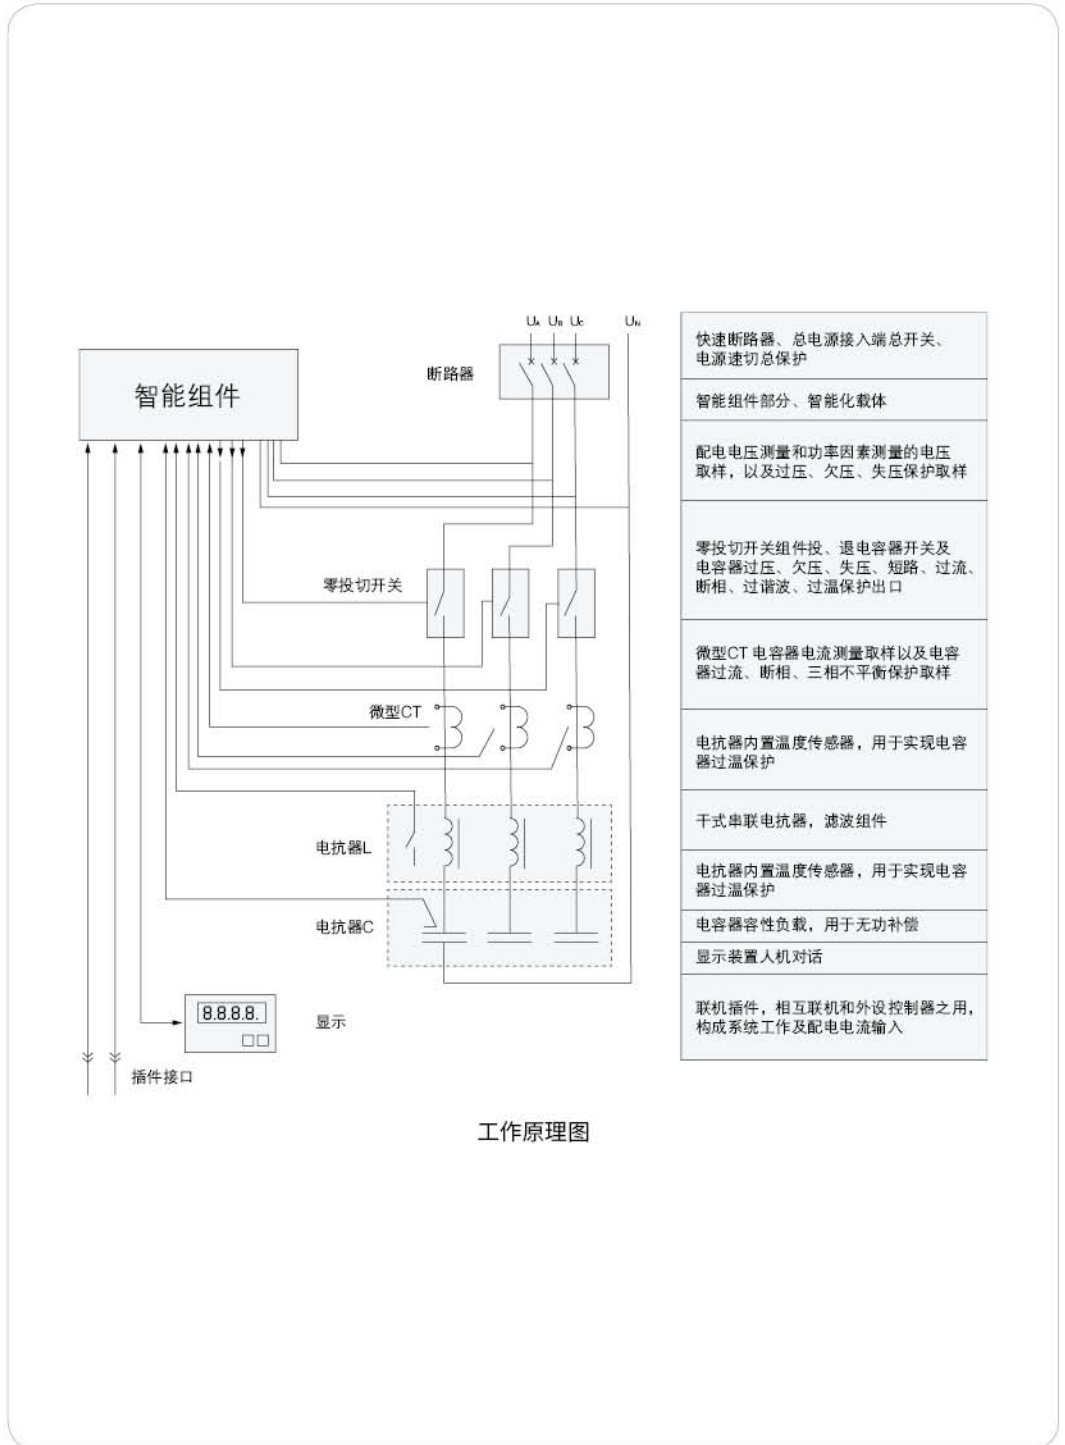 U_A U_B U_C U_N
断路器
智能组件
零投切开关
微型CT
电抗器L
电抗器C
8.8.8.8.
显示
插件接口
快速断路器、总电源接入端总开关、
电源速切总保护
智能组件部分、智能化载体
配电电压测量和功率因素测量的电压
取样，以及过压、欠压、失压保护取样
零投切开关组件投、退电容器开关及
电容器过压、欠压、失压、短路、过流、
断相、过谐波、过温保护出口
微型CT 电容器电流测量取样以及电容
器过流、断相、三相不平衡保护取样
电抗器内置温度传感器，用于实现电容
器过温保护
干式串联电抗器，滤波组件
电抗器内置温度传感器，用于实现电容
器过温保护
电容器容性负载，用于无功补偿
显示装置人机对话
联机插件，相互联机和外设控制器之用，
构成系统工作及配电电流输入
工作原理图